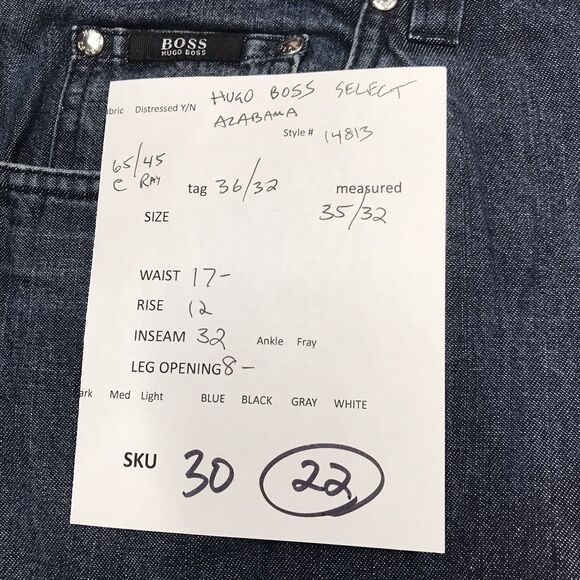 BOSS
HUGO BOSS
HUGO BOSS SELECT
bric Distressed Y/N
ALABAMA
Style # 14813
65/45
C RAY
tag 36/32 measured
35/32
SIZE
WAIST 17-
RISE 12
INSEAM 32 Ankle Fray
LEG OPENING 8-
ark Med Light BLUE BLACK GRAY WHITE
SKU 30 22